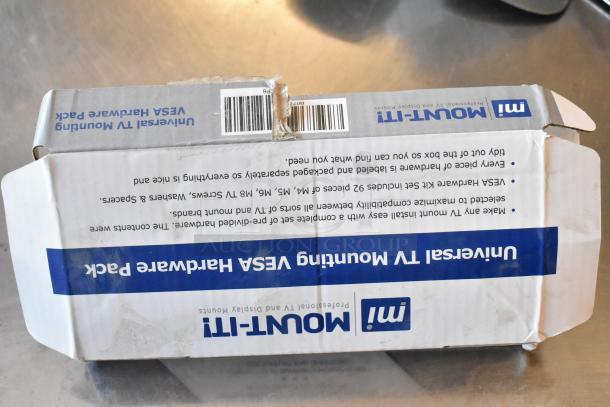 mi MOUNT-IT!
Professional TV and Display Mounts
Universal TV Mounting VESA Hardware Pack
• Make any TV mount install easy with a complete set of pre-divided hardware. The contents were
selected to maximize compatibility between all sorts of TV and mount brands.
• VESA Hardware Kit Set includes 92 pieces of M4, M5, M6, M8 TV Screws, Washers & Spacers.
• Every piece of hardware is labeled and packaged separately so everything is nice and
tidy out of the box so you can find what you need.
mi MOUNT-IT!
Professional TV and Display Mounts
Universal TV Mounting
VESA Hardware Pack
AUCTION GROUP